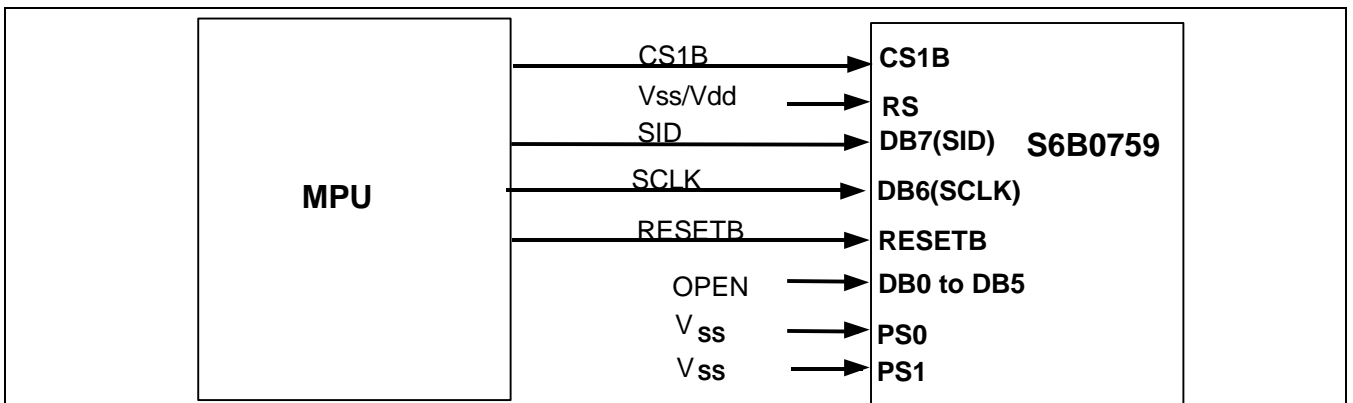 CS1B CS1B
Vss/Vdd RS
SID DB7(SID) S6B0759
SCLK DB6(SCLK)
MPU
RESETB RESETB
OPEN DB0 to DB5
VSS PS0
VSS PS1